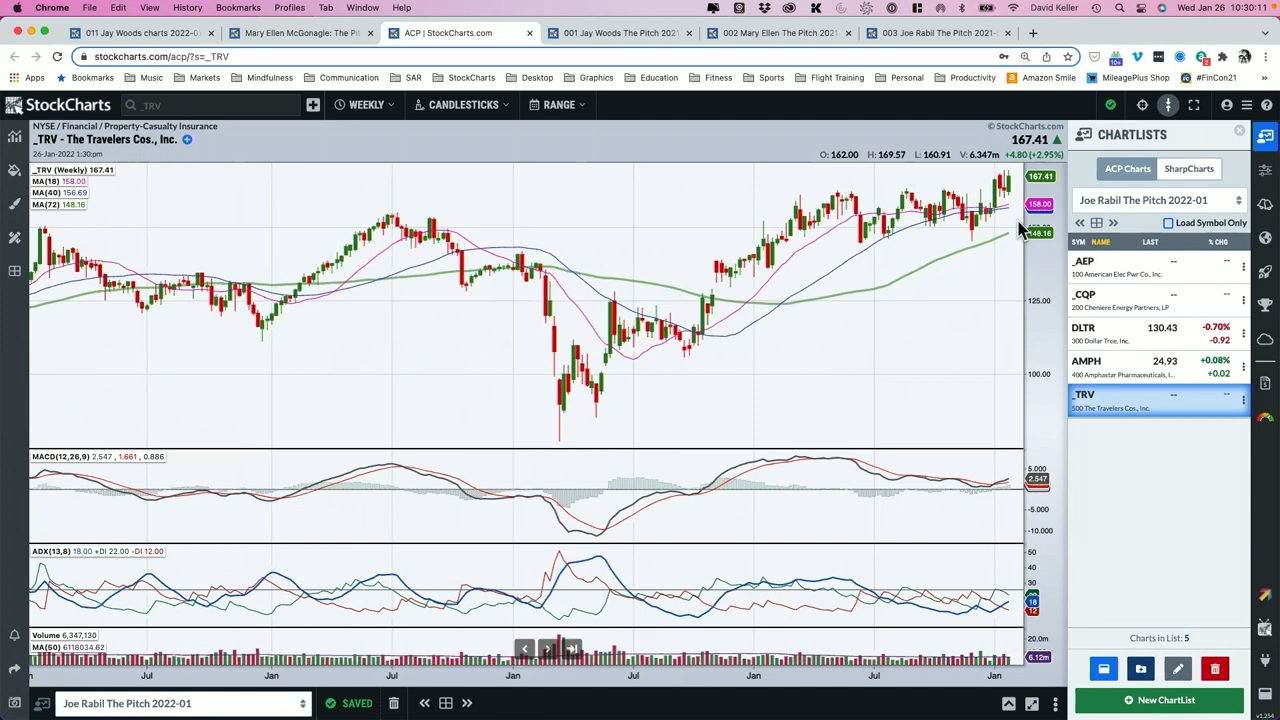 Chrome File Edit View History Bookmarks Profiles Tab Window Help David Keller Wed Jan 26 10:30:11
011 Jay Woods charts 2022-0 Mary Ellen McGonagle: The Pi ACP | StockCharts.com 001 Jay Woods The Pitch 2021 002 Mary Ellen The Pitch 2021 003 Joe Rabil The Pitch 2021-
stockcharts.com/acp/?s=_TRV
Apps Bookmarks Music Markets Mindfulness Communication SAR StockCharts Desktop Graphics Education Fitness Sports Flight Training Personal Productivity Amazon Smile MileagePlus Shop #FinCon21
StockCharts _TRV WEEKLY CANDLESTICKS RANGE
NYSE / Financial / Property-Casualty Insurance © StockCharts.com
_TRV - The Travelers Cos., Inc. 167.41
26-Jan-2022 1:30pm O: 162.00 H: 169.57 L: 160.91 V: 6.347m +4.80 (+2.95%)
_TRV (Weekly) 167.41
MA(18) 158.00
MA(40) 156.69
MA(72) 148.16
167.41
158.00
148.16
125.00
100.00
MACD(12,26,9) 2.547 , 1.661 , 0.886
5.000
2.547
-5.000
-10.000
ADX(13,8) 18.00 +DI 22.00 -DI 12.00
50
40
30
18
12
Volume 6,347,130
MA(50) 6118034.62
20.0m
6.12m
Jul Jan Jul Jan Jul Jan Jul Jan
CHARTLISTS
ACP Charts SharpCharts
Joe Rabil The Pitch 2022-01
Load Symbol Only
SYM NAME LAST % CHG
_AEP -- --
100 American Elec Pwr Co., Inc.
_CQP -- --
200 Cheniere Energy Partners, LP
DLTR 130.43 -0.70%
300 Dollar Tree, Inc. -0.92
AMPH 24.93 +0.08%
400 Amphastar Pharmaceuticals, I... +0.02
_TRV -- --
500 The Travelers Cos., Inc.
Charts in List: 5
New ChartList
Joe Rabil The Pitch 2022-01 SAVED
v1.254